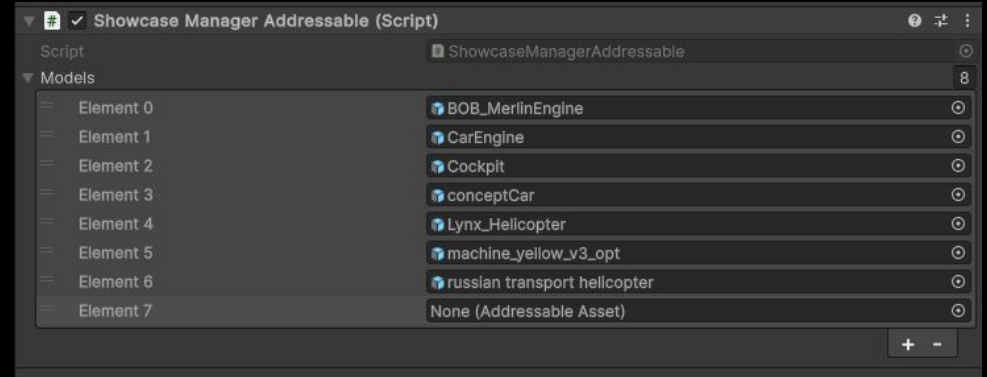 # Showcase Manager Addressable (Script)
Script ShowcaseManagerAddressable
Models 8
Element 0 BOB_MerlinEngine
Element 1 CarEngine
Element 2 Cockpit
Element 3 conceptCar
Element 4 Lynx_Helicopter
Element 5 machine_yellow_v3_opt
Element 6 russian transport helicopter
Element 7 None (Addressable Asset)
+ -